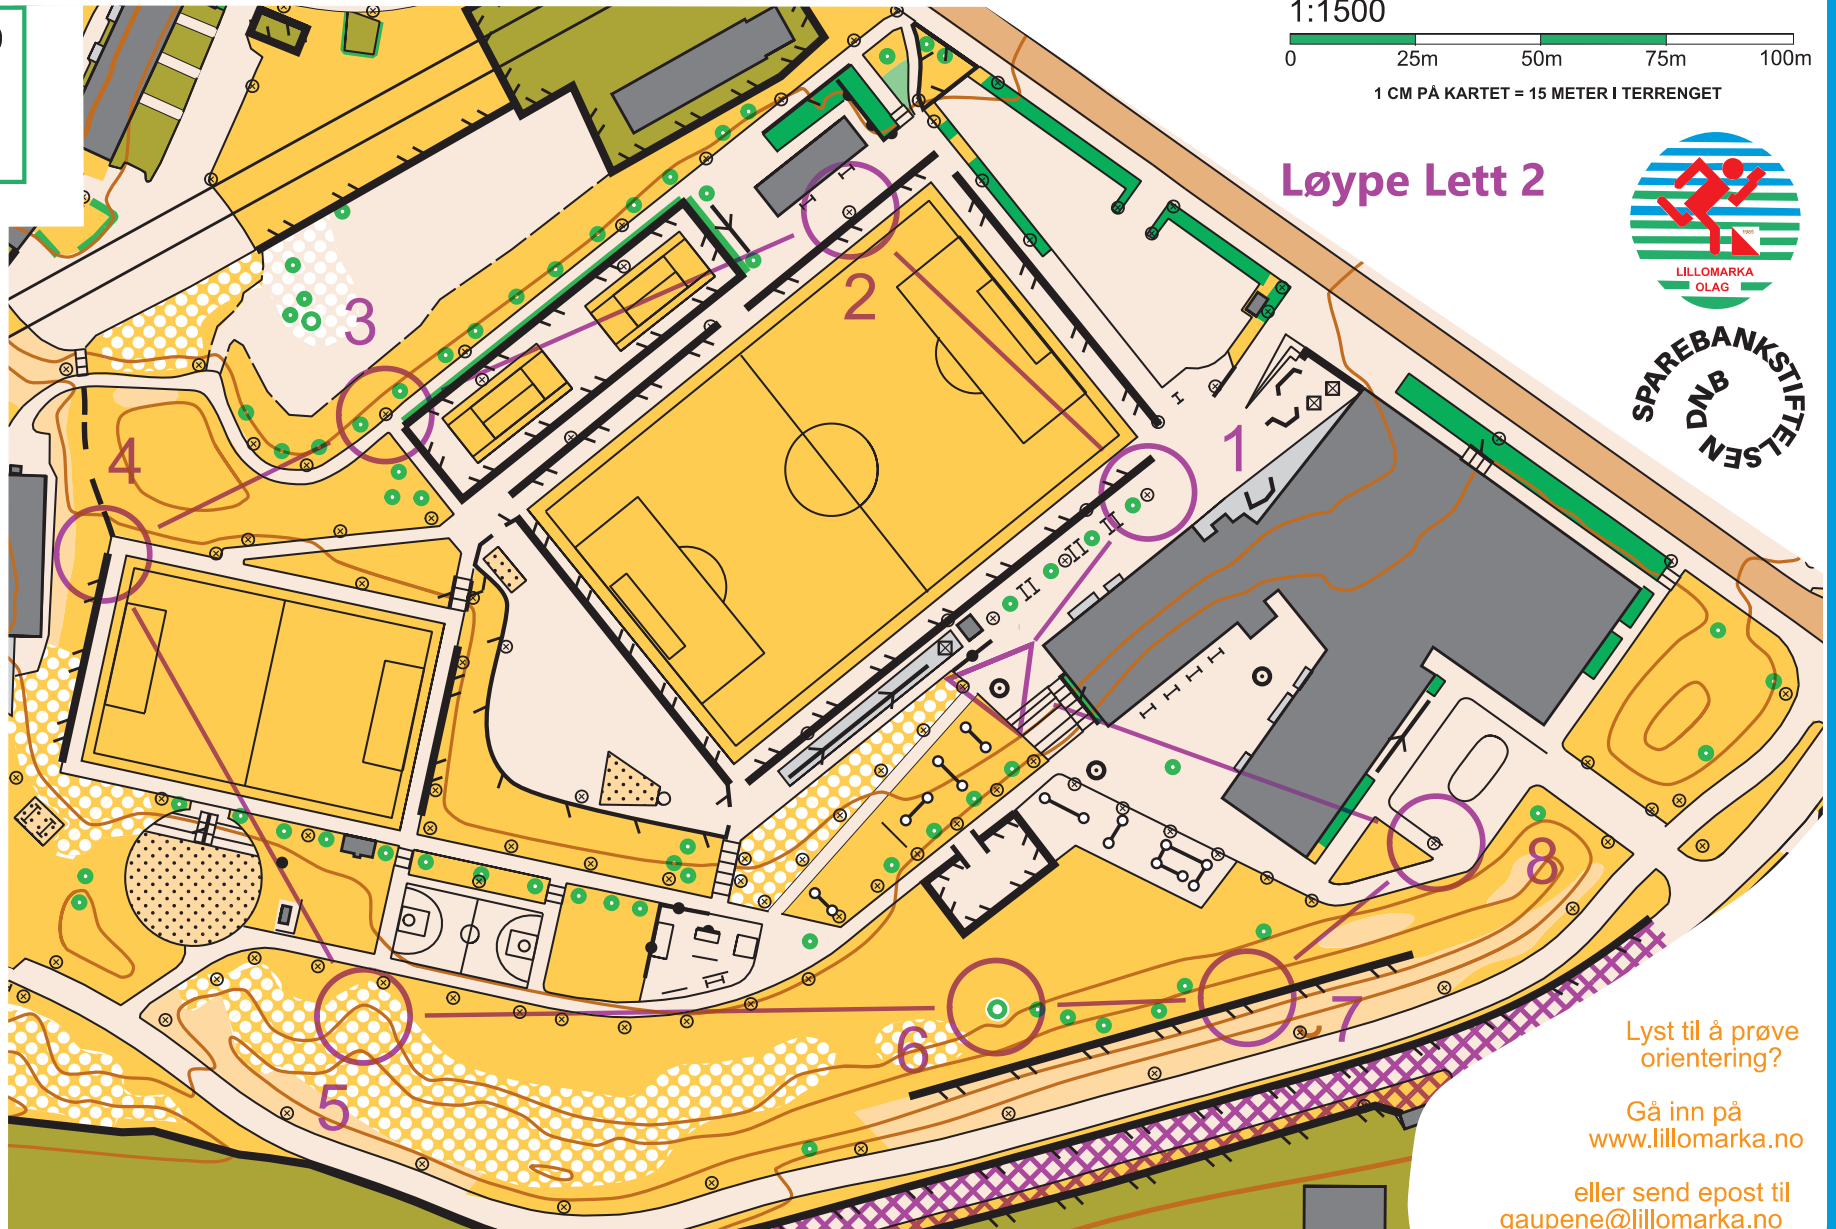 1:1500
0 25m 50m 75m 100m
1 CM PÅ KARTET = 15 METER I TERRENGET
Løype Lett 2
1985
LILLOMARKA
OLAG
SPAREBANKSTIFTELSEN
DNB
1
2
3
4
5
6
7
8
Lyst til å prøve
orientering?
Gå inn på
www.lillomarka.no
eller send epost til
gaupene@lillomarka.no